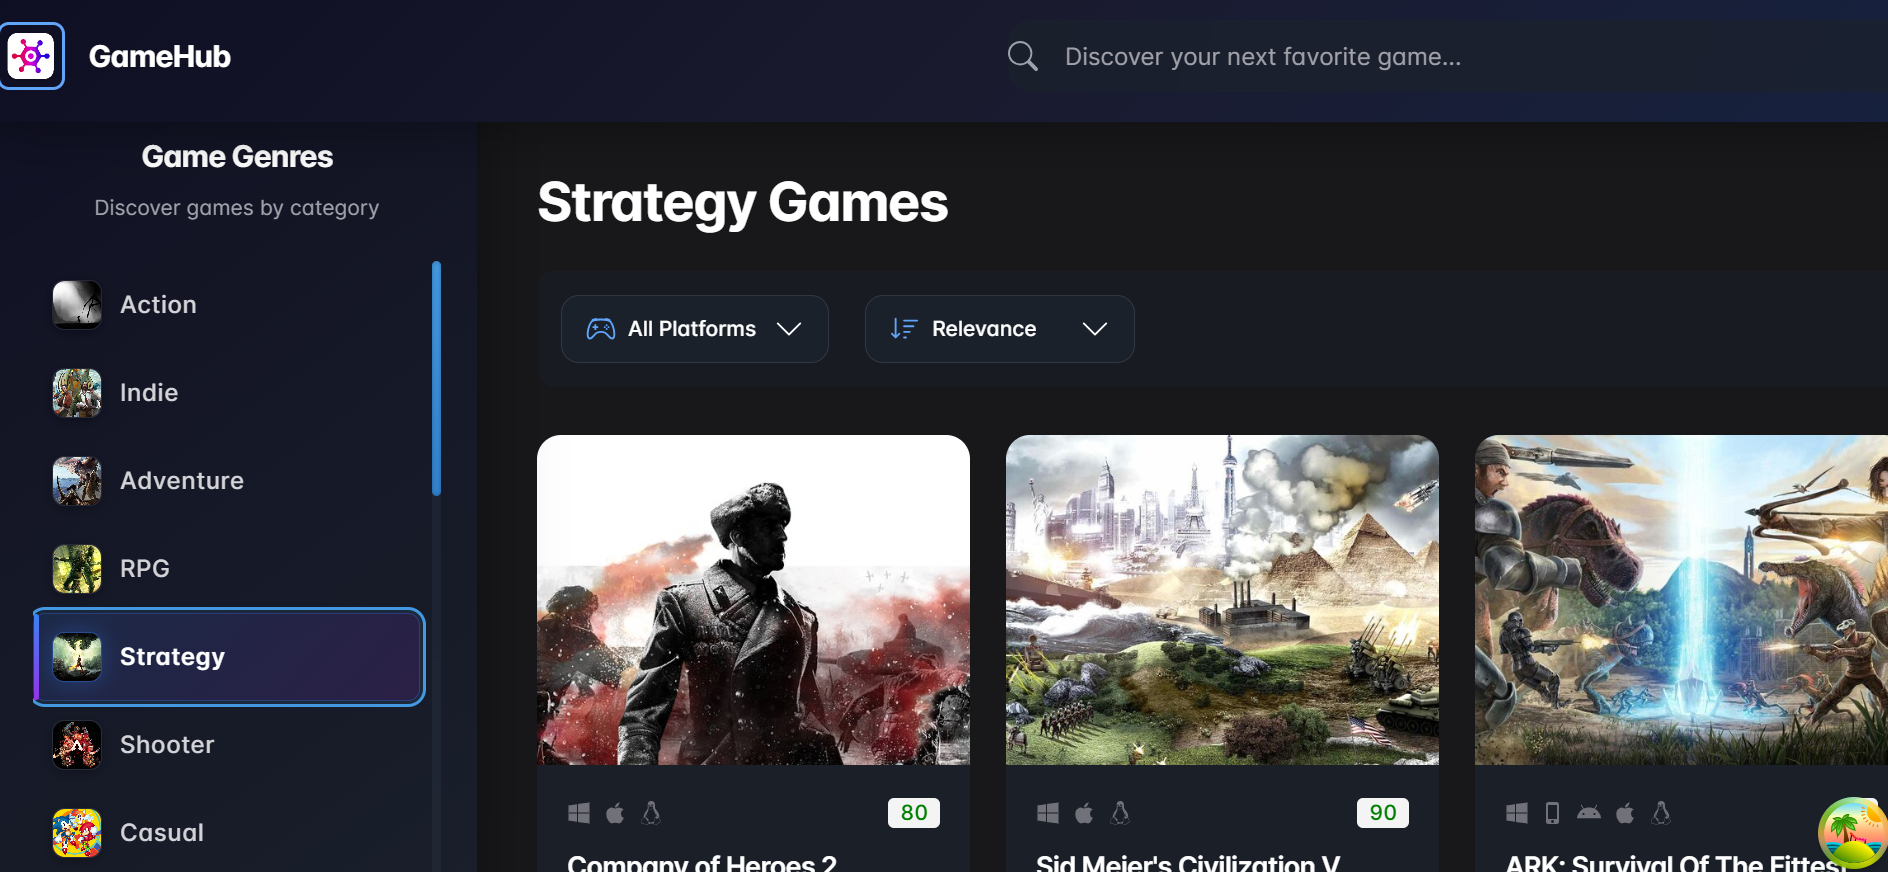 GameHub
Discover your next favorite game...
Game Genres
Discover games by category
Action
Indie
Adventure
RPG
Strategy
Shooter
Casual
Strategy Games
All Platforms
Relevance
80
90
Company of Heroes 2
Sid Meier's Civilization V
ARK: Survival Of The Fittest